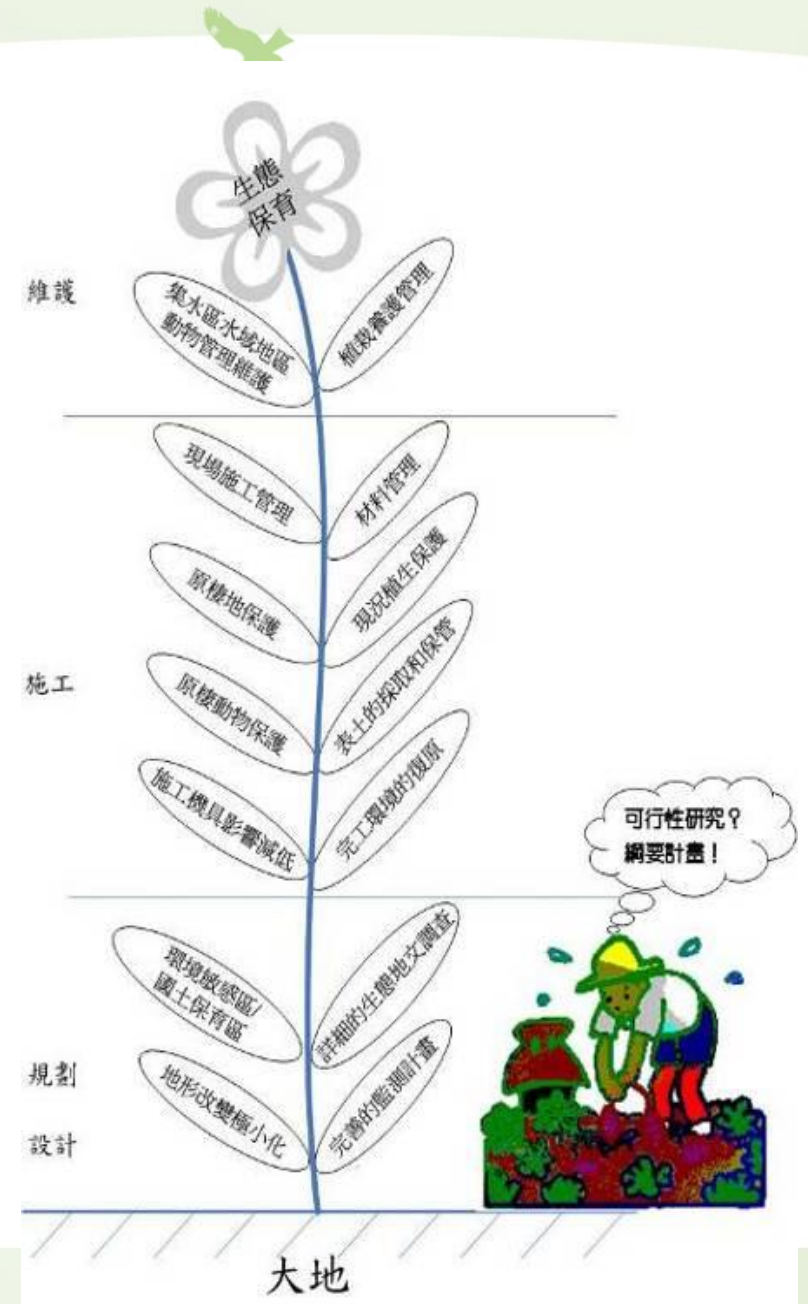 生態
保育
維護
集水區水域地區
動物管理維護
植栽養護管理
現場施工管理
材料管理
原棲地保護
現況植生保護
施工
原棲動物保護
表土的採取和保管
施工機具影響減低
完工環境的復原
可行性研究？
綱要計畫！
環境敏感區/
國土保育區
詳細的生態地文調查
規劃
設計
地形改變極小化
完善的監測計畫
大地